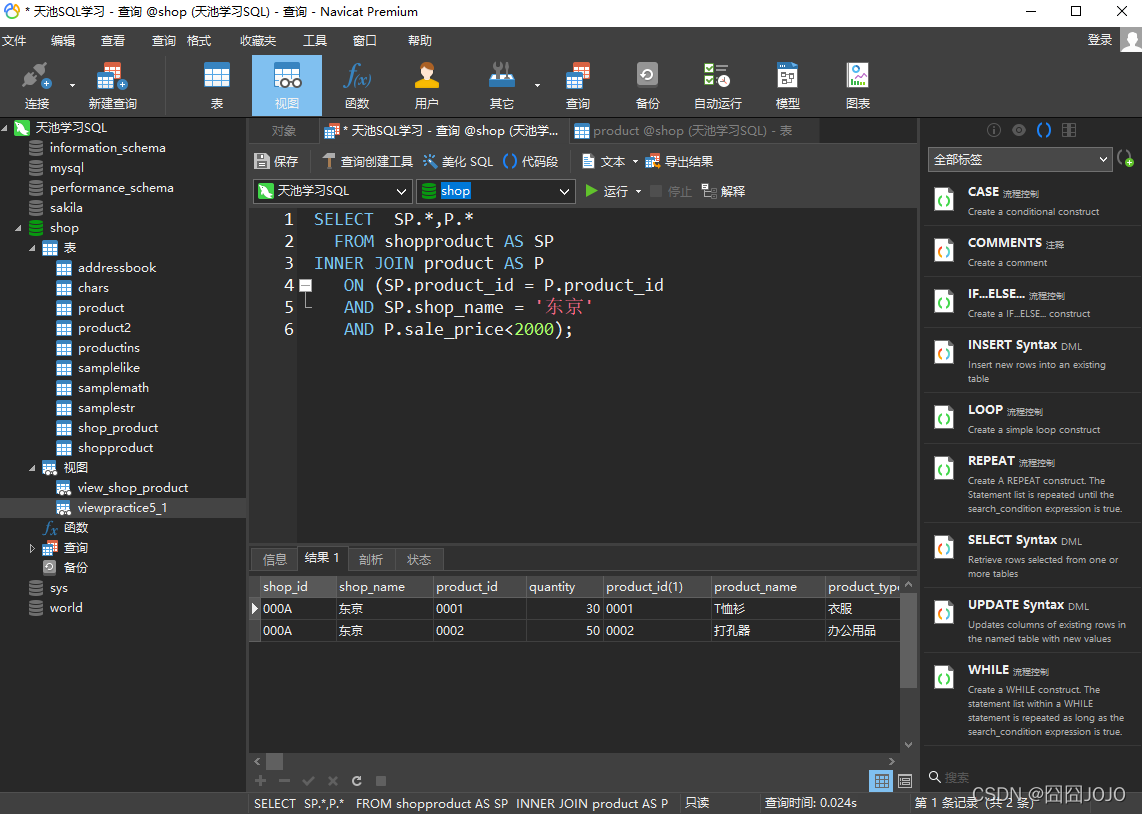 * 天池SQL学习 - 查询 @shop (天池学习SQL) - 查询 - Navicat Premium
文件 编辑 查看 查询 格式 收藏夹 工具 窗口 帮助 登录
连接 新建查询 表 视图 函数 用户 其它 查询 备份 自动运行 模型 图表
天池学习SQL
information_schema
mysql
performance_schema
sakila
shop
表
addressbook
chars
product
product2
productins
samplelike
samplemath
samplestr
shop_product
shopproduct
视图
view_shop_product
viewpractice5_1
函数
查询
备份
sys
world
对象 * 天池SQL学习 - 查询 @shop (天池学... product @shop (天池学习SQL) - 表
保存 查询创建工具 美化 SQL 代码段 文本 导出结果
天池学习SQL shop 运行 停止 解释
1 SELECT  SP.*,P.*
2   FROM shopproduct AS SP
3 INNER JOIN product AS P
4    ON (SP.product_id = P.product_id
5    AND SP.shop_name = '东京'
6    AND P.sale_price<2000);
信息 结果 1 剖析 状态
shop_id shop_name product_id quantity product_id(1) product_name product_type
000A 东京 0001 30 0001 T恤衫 衣服
000A 东京 0002 50 0002 打孔器 办公用品
全部标签
CASE 流程控制
Create a conditional construct
COMMENTS 注释
Create a comment
IF...ELSE... 流程控制
Create a IF...ELSE... construct
INSERT Syntax DML
Insert new rows into an existing
table
LOOP 流程控制
Create a simple loop construct
REPEAT 流程控制
Create A REPEAT construct. The
Statement list is repeated until the
search_condition expression is true.
SELECT Syntax DML
Retrieve rows selected from one or
more tables
UPDATE Syntax DML
Updates columns of existing rows in
the named table with new values
WHILE 流程控制
Create a WHILE construct. The
statement list within a WHILE
statement is repeated as long as the
search_condition expression is true.
搜索
SELECT  SP.*,P.*   FROM shopproduct AS SP  INNER JOIN product AS P 只读 查询时间: 0.024s 第 1 条记录 (共 2 条)
CSDN @囧囧JOJO